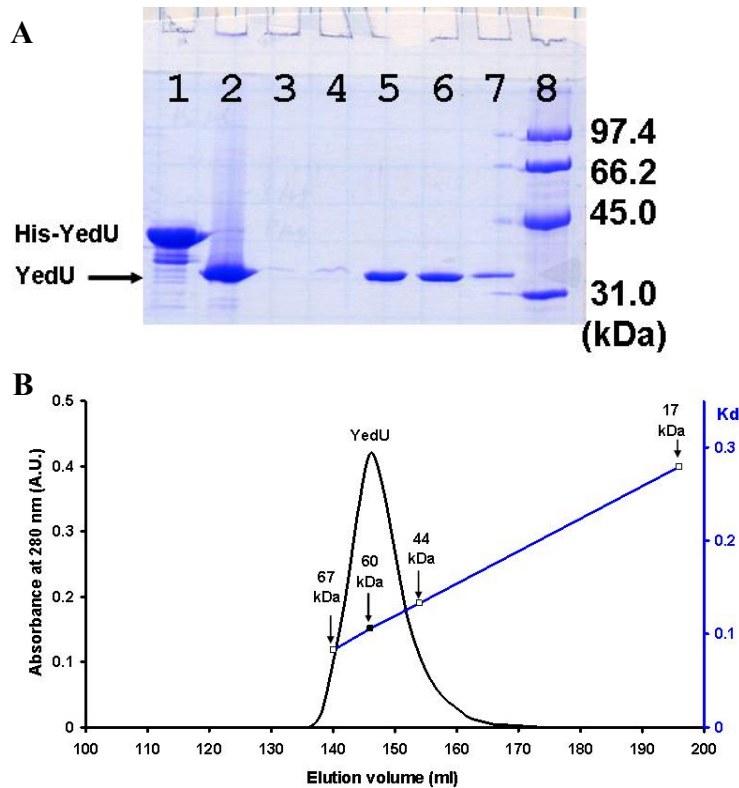 A
1 2 3 4 5 6 7 8
97.4
66.2
45.0
His-YedU
YedU
31.0
(kDa)
B
Absorbance at 280 nm (A.U.)
0.5
0.4
0.3
0.2
0.1
0
YedU
67
kDa
60
kDa
44
kDa
17
kDa
Kd
0.3
0.2
0.1
0
100 110 120 130 140 150 160 170 180 190 200
Elution volume (ml)